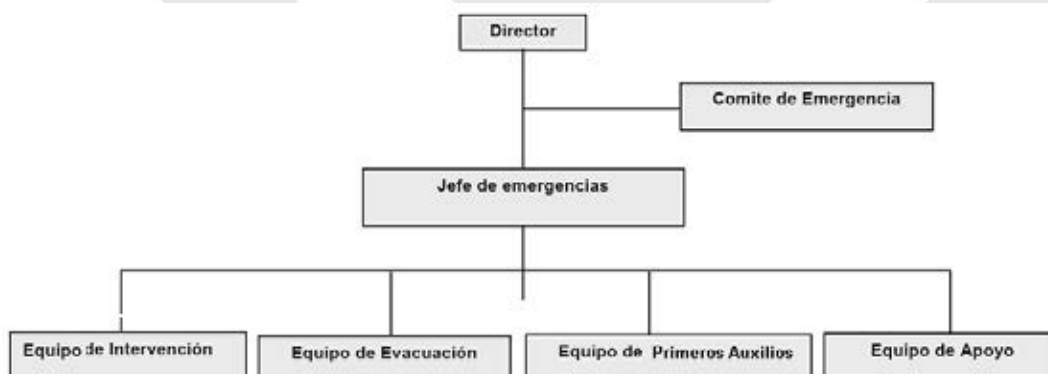 Director
Comite de Emergencia
Jefe de emergencias
Equipo de Intervención
Equipo de Evacuación
Equipo de Primeros Auxilios
Equipo de Apoyo